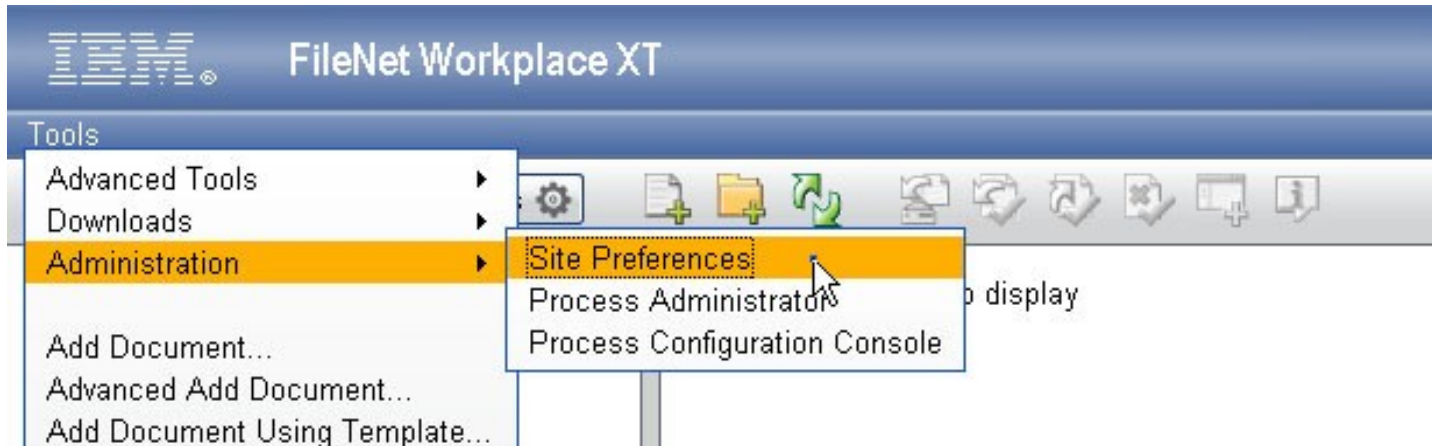 IBM® FileNet Workplace XT
Tools
Advanced Tools
Downloads
Administration
Site Preferences
Process Administrator
display
Process Configuration Console
Add Document...
Advanced Add Document...
Add Document Using Template...